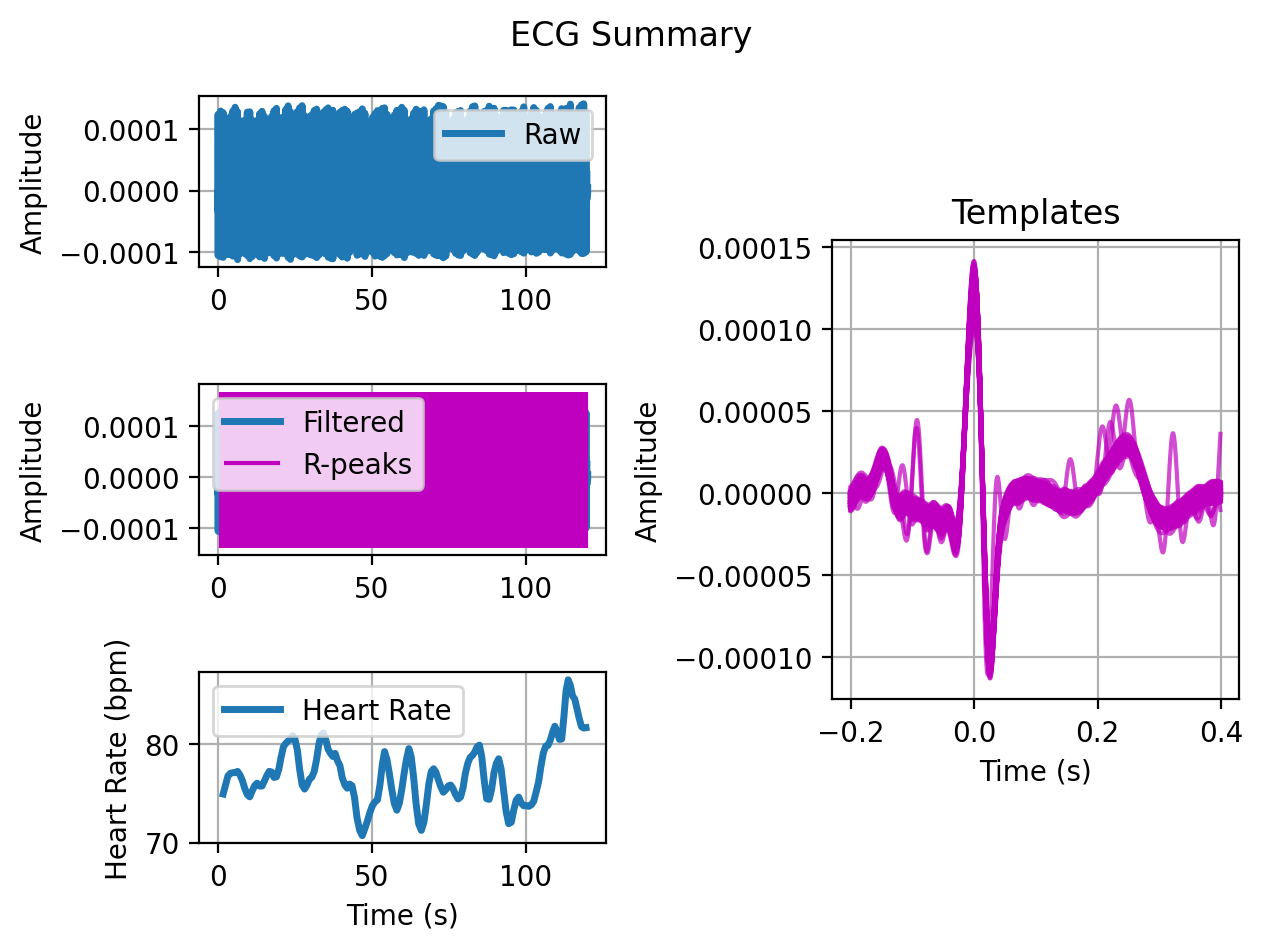 ECG Summary
Amplitude
0.0001
0.0000
−0.0001
Raw
0
50
100
Amplitude
0.0001
0.0000
−0.0001
Filtered
R-peaks
0
50
100
Heart Rate (bpm)
80
70
Heart Rate
0
50
100
Time (s)
Templates
Amplitude
0.00015
0.00010
0.00005
0.00000
−0.00005
−0.00010
−0.2
0.0
0.2
0.4
Time (s)